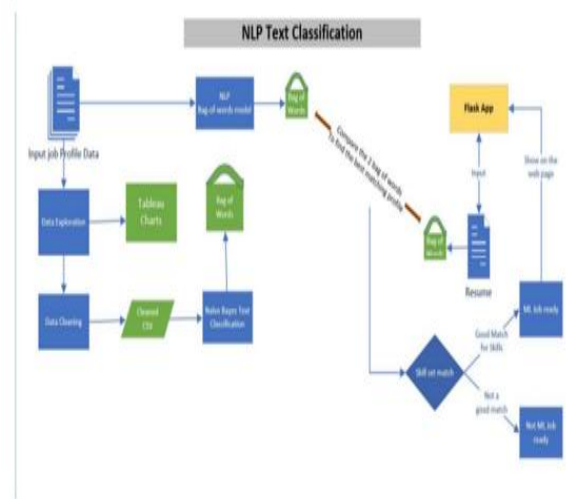 NLP Text Classification
NLP
Bag-of-words model
Bag of
Words
Flask App
Input job Profile Data
Compare the 2 bag of words
To find the best matching profile
Input
Show on the
web page
Data Exploration
Tableau
Charts
Bag of
Words
Bag of
Words
Resume
Data Cleaning
Cleaned
CSV
Naive Bayes Text
Classification
Skill set match
Good Match
for Skills
ML Job ready
Not a
good match
Not ML Job
ready